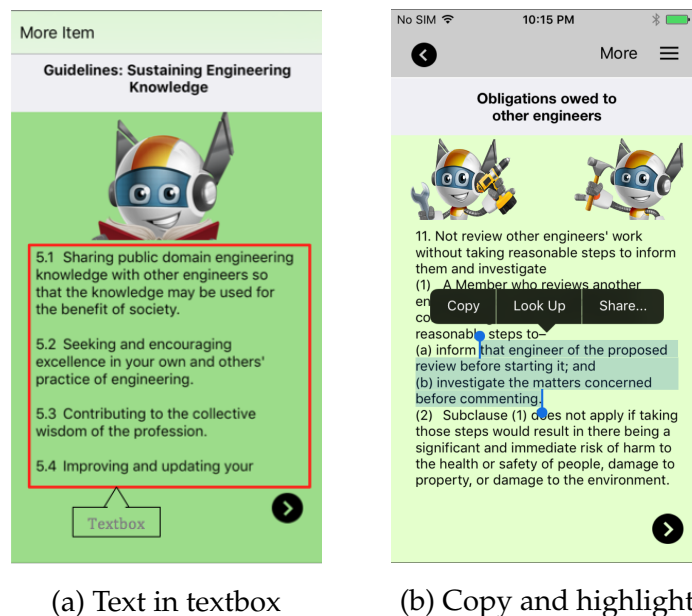 More Item
Guidelines: Sustaining Engineering
Knowledge
5.1 Sharing public domain engineering
knowledge with other engineers so
that the knowledge may be used for
the benefit of society.
5.2 Seeking and encouraging
excellence in your own and others'
practice of engineering.
5.3 Contributing to the collective
wisdom of the profession.
5.4 Improving and updating your
Textbox
(a) Text in textbox
No SIM 10:15 PM
More
Obligations owed to
other engineers
11. Not review other engineers' work
without taking reasonable steps to inform
them and investigate
(1) A Member who reviews another
Copy Look Up Share...
reasonable steps to–
(a) inform that engineer of the proposed
review before starting it; and
(b) investigate the matters concerned
before commenting.
(2) Subclause (1) does not apply if taking
those steps would result in there being a
significant and immediate risk of harm to
the health or safety of people, damage to
property, or damage to the environment.
(b) Copy and highlight